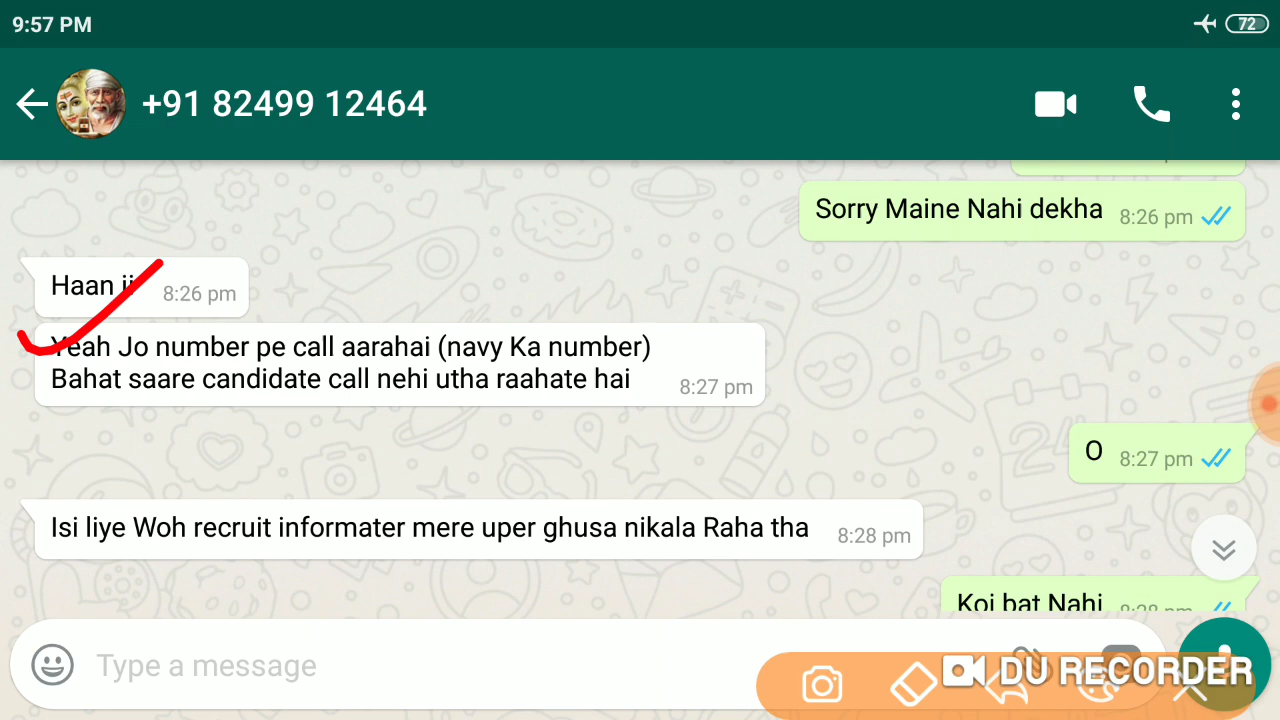 9:57 PM
72
+91 82499 12464
Sorry Maine Nahi dekha 8:26 pm
Haan ji 8:26 pm
Yeah Jo number pe call aarahai (navy Ka number)
Bahat saare candidate call nehi utha raahate hai 8:27 pm
O 8:27 pm
Isi liye Woh recruit informater mere uper ghusa nikala Raha tha 8:28 pm
Koi bat Nahi 8:28 pm
Type a message
DU RECORDER